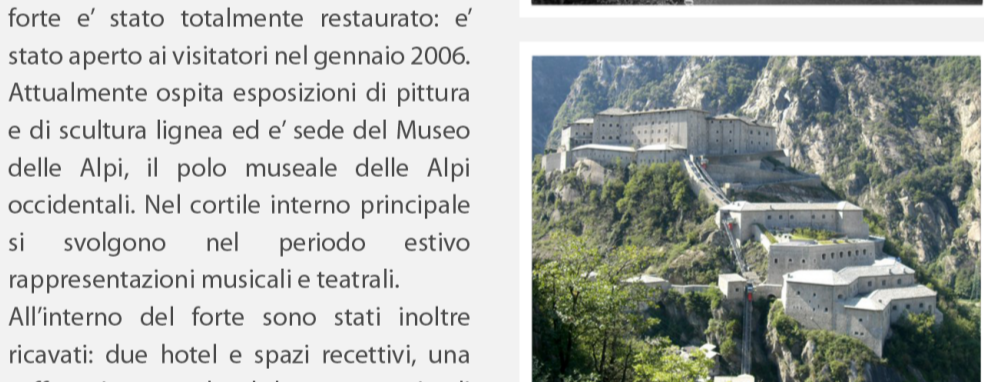 forte e’ stato totalmente restaurato: e’
stato aperto ai visitatori nel gennaio 2006.
Attualmente ospita esposizioni di pittura
e di scultura lignea ed e’ sede del Museo
delle Alpi, il polo museale delle Alpi
occidentali. Nel cortile interno principale
si svolgono nel periodo estivo
rappresentazioni musicali e teatrali.
All’interno del forte sono stati inoltre
ricavati: due hotel e spazi recettivi, una